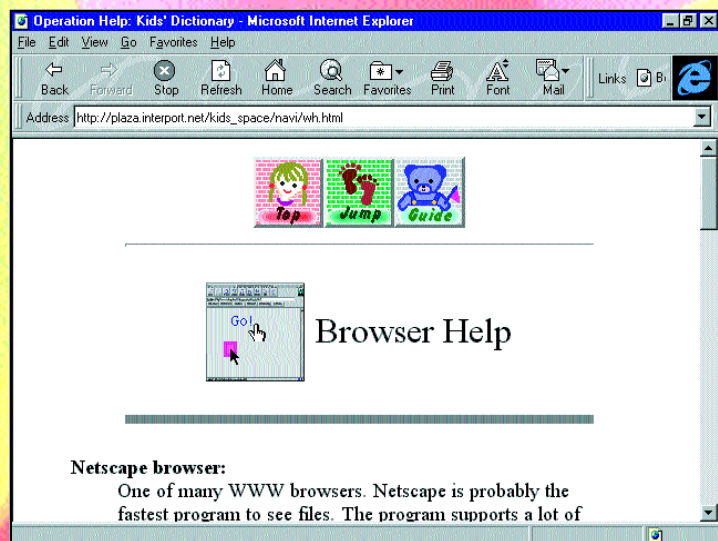 Operation Help: Kids' Dictionary - Microsoft Internet Explorer
File Edit View Go Favorites Help
Back Forward Stop Refresh Home Search Favorites Print Font Mail Links
Address http://plaza.interport.net/kids_space/navi/wh.html
Top Jump Guide
Go!
Browser Help
Netscape browser:
One of many WWW browsers. Netscape is probably the
fastest program to see files. The program supports a lot of